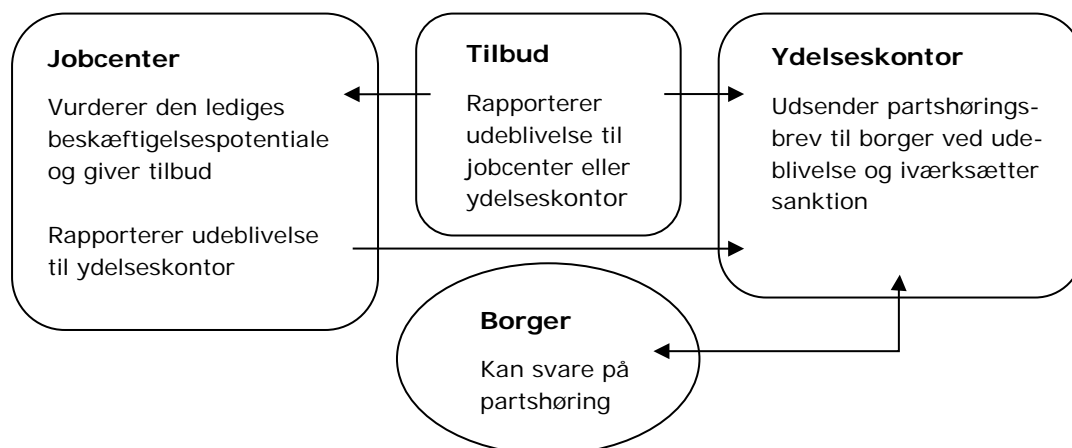 Jobcenter
Vurderer den lediges
beskæftigelsespotentiale
og giver tilbud
Rapporterer udeblivelse
til ydelseskontor
Tilbud
Rapporterer
udeblivelse til
jobcenter eller
ydelseskontor
Ydelseskontor
Udsender partshørings-
brev til borger ved ude-
blivelse og iværksætter
sanktion
Borger
Kan svare på
partshøring